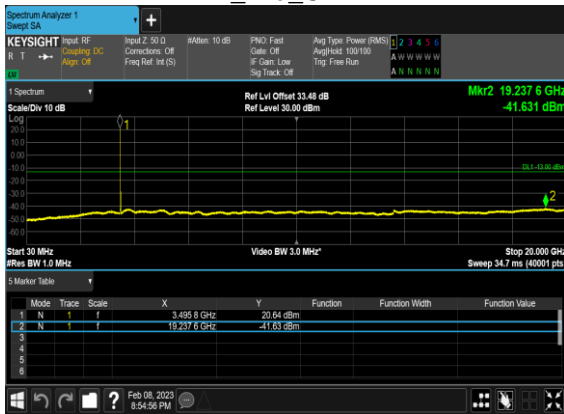 Spectrum Analyzer 1
Swept SA
KEYSIGHT Input: RF Input Z: 50 Ω #Atten: 10 dB PNO: Fast Avg Type: Power (RMS) 1 2 3 4 5 6
R T Coupling: DC Corrections: Off Gate: Off Avg|Hold: 100/100 A W W W W W
Align: Off Freq Ref: Int (S) IF Gain: Low Trig: Free Run
Sig Track: Off A N N N N N
1 Spectrum Ref Lvl Offset 33.48 dB Mkr2 19.237 6 GHz
Scale/Div 10 dB Ref Level 30.00 dBm -41.631 dBm
Log
20.0
10.0
0.00
-10.0
-20.0
-30.0
-40.0
-50.0
-60.0
1
DL1 -13.00 dBm
2
Start 30 MHz Video BW 3.0 MHz* Stop 20.000 GHz
#Res BW 1.0 MHz Sweep 34.7 ms (40001 pts)
5 Marker Table
Mode Trace Scale X Y Function Function Width Function Value
1 N 1 f 3.495 8 GHz 20.64 dBm
2 N 1 f 19.237 6 GHz -41.63 dBm
3
4
5
6
Feb 08, 2023
8:54:56 PM